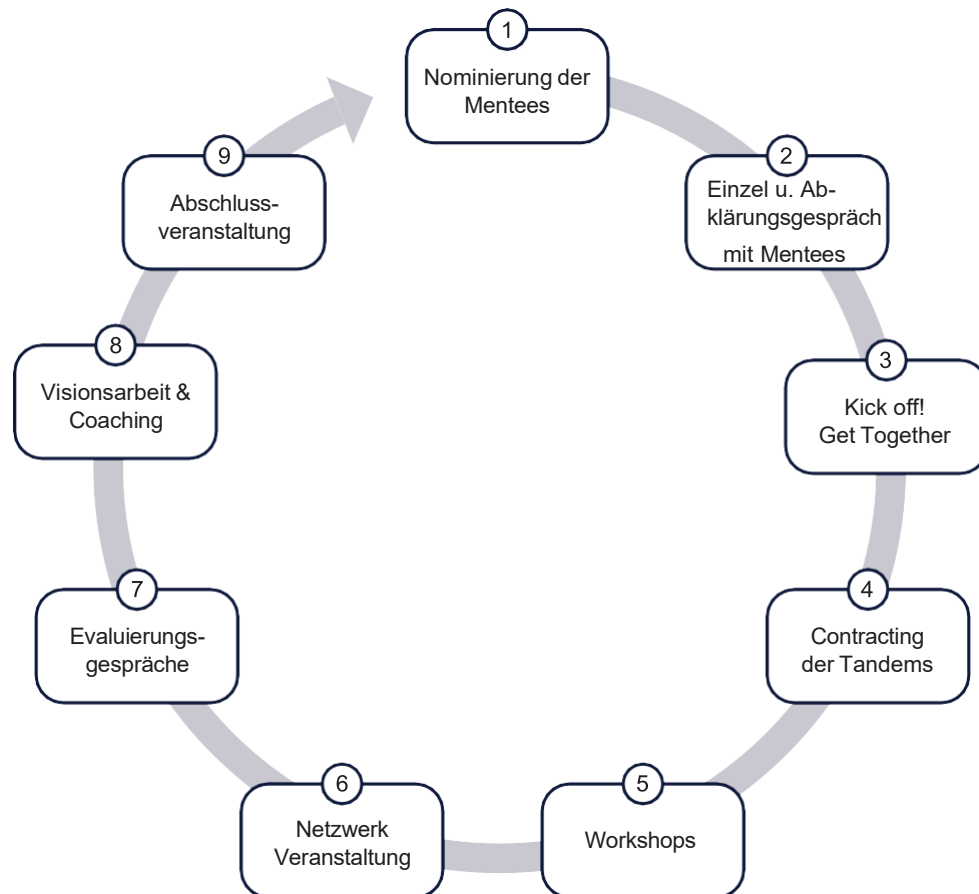 1
Nominierung der
Mentees
2
Einzel u. Ab-
klärungsgespräch
mit Mentees
3
Kick off!
Get Together
4
Contracting
der Tandems
5
Workshops
6
Netzwerk
Veranstaltung
7
Evaluierungs-
gespräche
8
Visionsarbeit &
Coaching
9
Abschluss-
veranstaltung